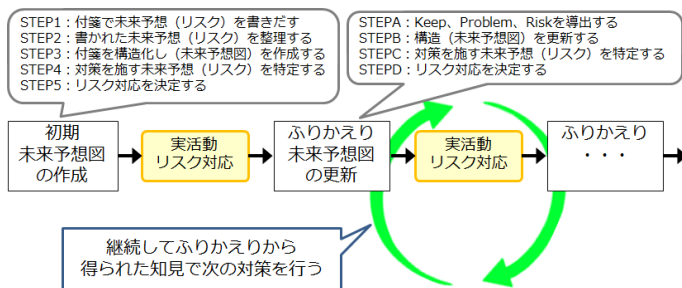 STEP1：付箋で未来予想（リスク）を書きだす
STEP2：書かれた未来予想（リスク）を整理する
STEP3：付箋を構造化し（未来予想図）を作成する
STEP4：対策を施す未来予想（リスク）を特定する
STEP5：リスク対応を決定する
STEPA：Keep、Problem、Riskを導出する
STEPB：構造（未来予想図）を更新する
STEPC：対策を施す未来予想（リスク）を特定する
STEPD：リスク対応を決定する
初期
未来予想図
の作成
実活動
リスク対応
ふりかえり
未来予想図
の更新
実活動
リスク対応
ふりかえり
・・・
継続してふりかえりから
得られた知見で次の対策を行う